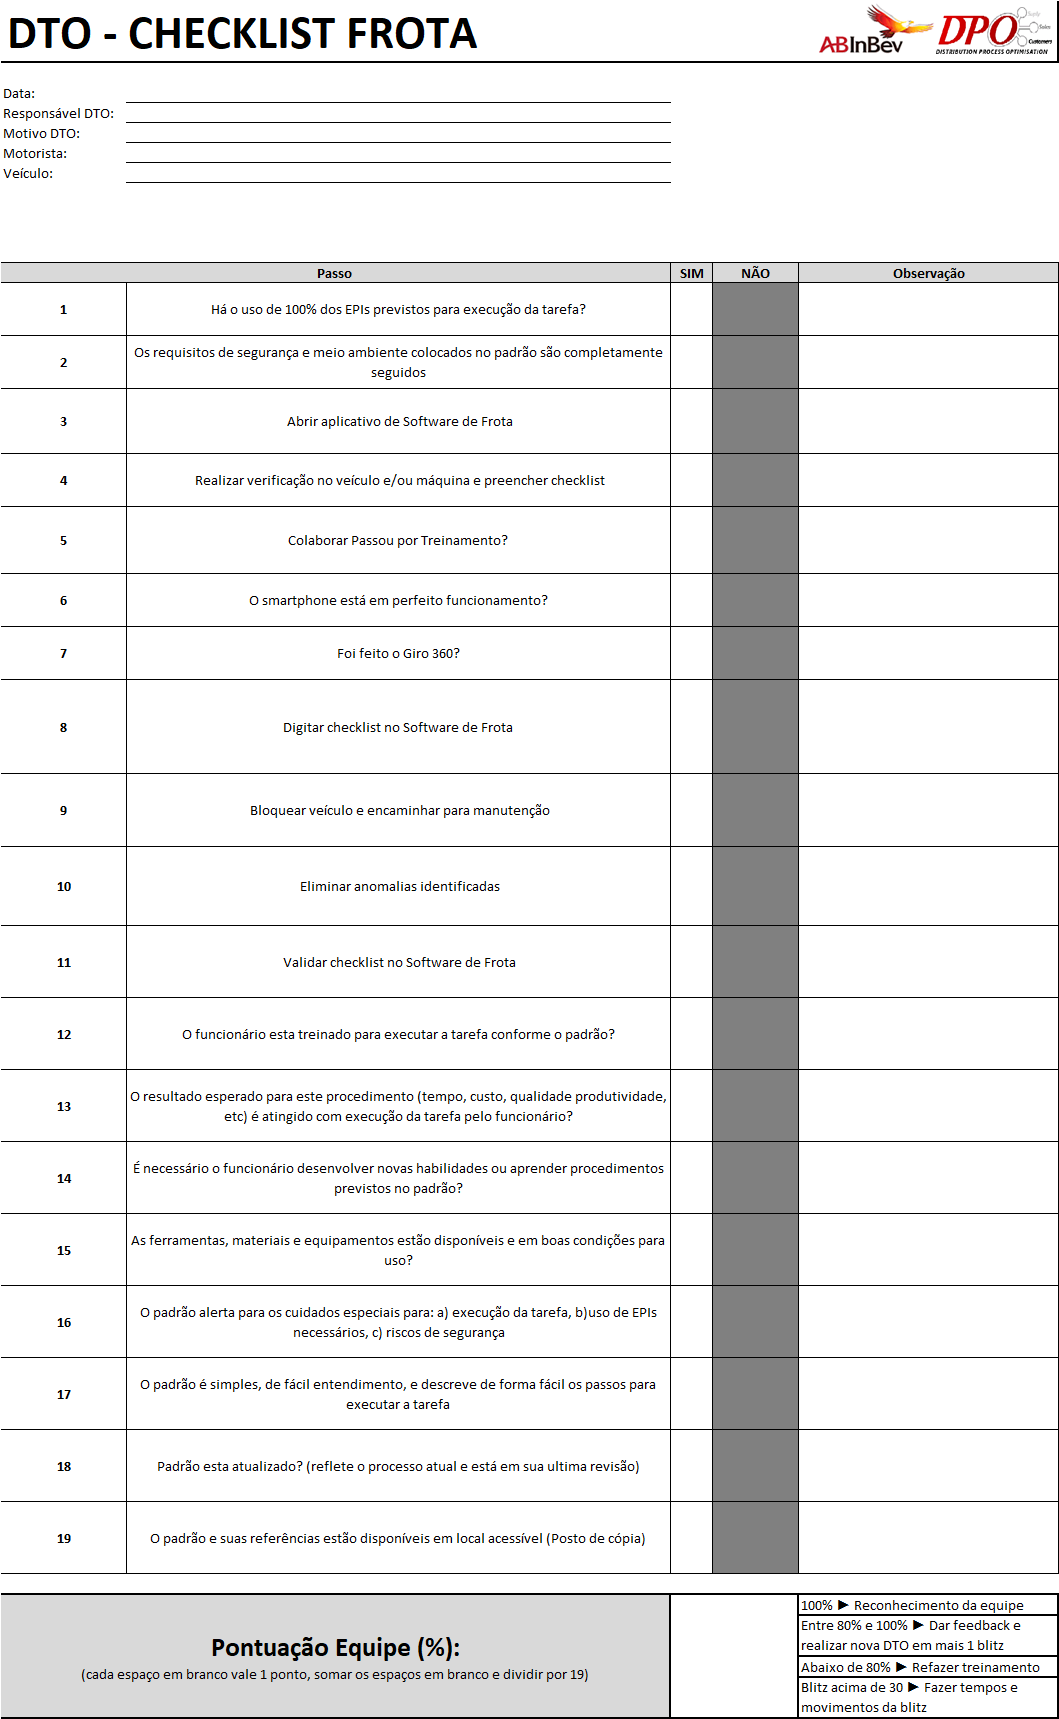 DTO - CHECKLIST FROTA
ABInBev
DPO
Supply
Sales
Customers
DISTRIBUTION PROCESS OPTIMISATION
Data:
Responsável DTO:
Motivo DTO:
Motorista:
Veículo:
Passo SIM NÃO Observação
1 Há o uso de 100% dos EPIs previstos para execução da tarefa?
2 Os requisitos de segurança e meio ambiente colocados no padrão são completamente
seguidos
3 Abrir aplicativo de Software de Frota
4 Realizar verificação no veículo e/ou máquina e preencher checklist
5 Colaborar Passou por Treinamento?
6 O smartphone está em perfeito funcionamento?
7 Foi feito o Giro 360?
8 Digitar checklist no Software de Frota
9 Bloquear veículo e encaminhar para manutenção
10 Eliminar anomalias identificadas
11 Validar checklist no Software de Frota
12 O funcionário esta treinado para executar a tarefa conforme o padrão?
13 O resultado esperado para este procedimento (tempo, custo, qualidade produtividade,
etc) é atingido com execução da tarefa pelo funcionário?
14 É necessário o funcionário desenvolver novas habilidades ou aprender procedimentos
previstos no padrão?
15 As ferramentas, materiais e equipamentos estão disponíveis e em boas condições para
uso?
16 O padrão alerta para os cuidados especiais para: a) execução da tarefa, b)uso de EPIs
necessários, c) riscos de segurança
17 O padrão é simples, de fácil entendimento, e descreve de forma fácil os passos para
executar a tarefa
18 Padrão esta atualizado? (reflete o processo atual e está em sua ultima revisão)
19 O padrão e suas referências estão disponíveis em local acessível (Posto de cópia)
Pontuação Equipe (%):
(cada espaço em branco vale 1 ponto, somar os espaços em branco e dividir por 19)
100% ► Reconhecimento da equipe
Entre 80% e 100% ► Dar feedback e
realizar nova DTO em mais 1 blitz
Abaixo de 80% ► Refazer treinamento
Blitz acima de 30 ► Fazer tempos e
movimentos da blitz